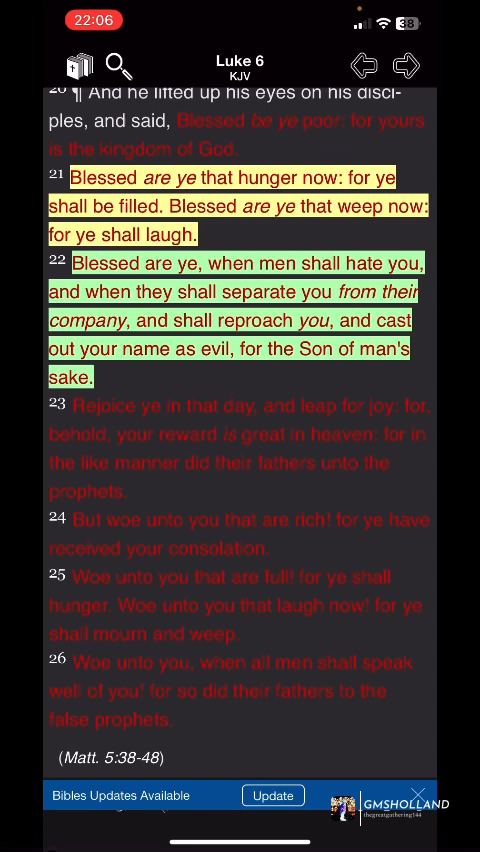 22:06
38
Luke 6
KJV
20 ¶ And he lifted up his eyes on his disci-
ples, and said, Blessed be ye poor: for yours
is the kingdom of God.
21 Blessed are ye that hunger now: for ye
shall be filled. Blessed are ye that weep now:
for ye shall laugh.
22 Blessed are ye, when men shall hate you,
and when they shall separate you from their
company, and shall reproach you, and cast
out your name as evil, for the Son of man's
sake.
23 Rejoice ye in that day, and leap for joy: for,
behold, your reward is great in heaven: for in
the like manner did their fathers unto the
prophets.
24 But woe unto you that are rich! for ye have
received your consolation.
25 Woe unto you that are full! for ye shall
hunger. Woe unto you that laugh now! for ye
shall mourn and weep.
26 Woe unto you, when all men shall speak
well of you! for so did their fathers to the
false prophets.
(Matt. 5:38-48)
Bibles Updates Available
Update
GMSHOLLAND
thegreatgathering144